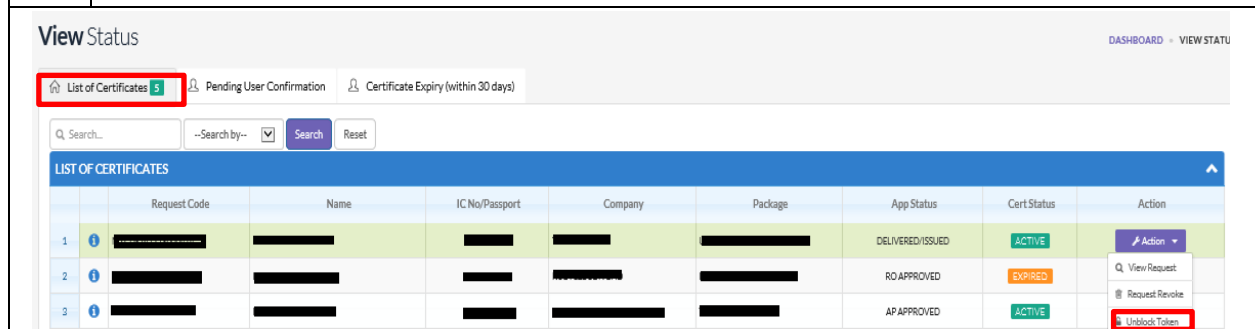 View Status
DASHBOARD VIEW STATU
List of Certificates 5 Pending User Confirmation Certificate Expiry (within 30 days)
Search... --Search by-- Search Reset
LIST OF CERTIFICATES
Request Code Name IC No/Passport Company Package App Status Cert Status Action
1 DELIVERED/ISSUED ACTIVE Action
2 RO APPROVED EXPIRED View Request
Request Revoke
3 AP APPROVED ACTIVE Unblock Token